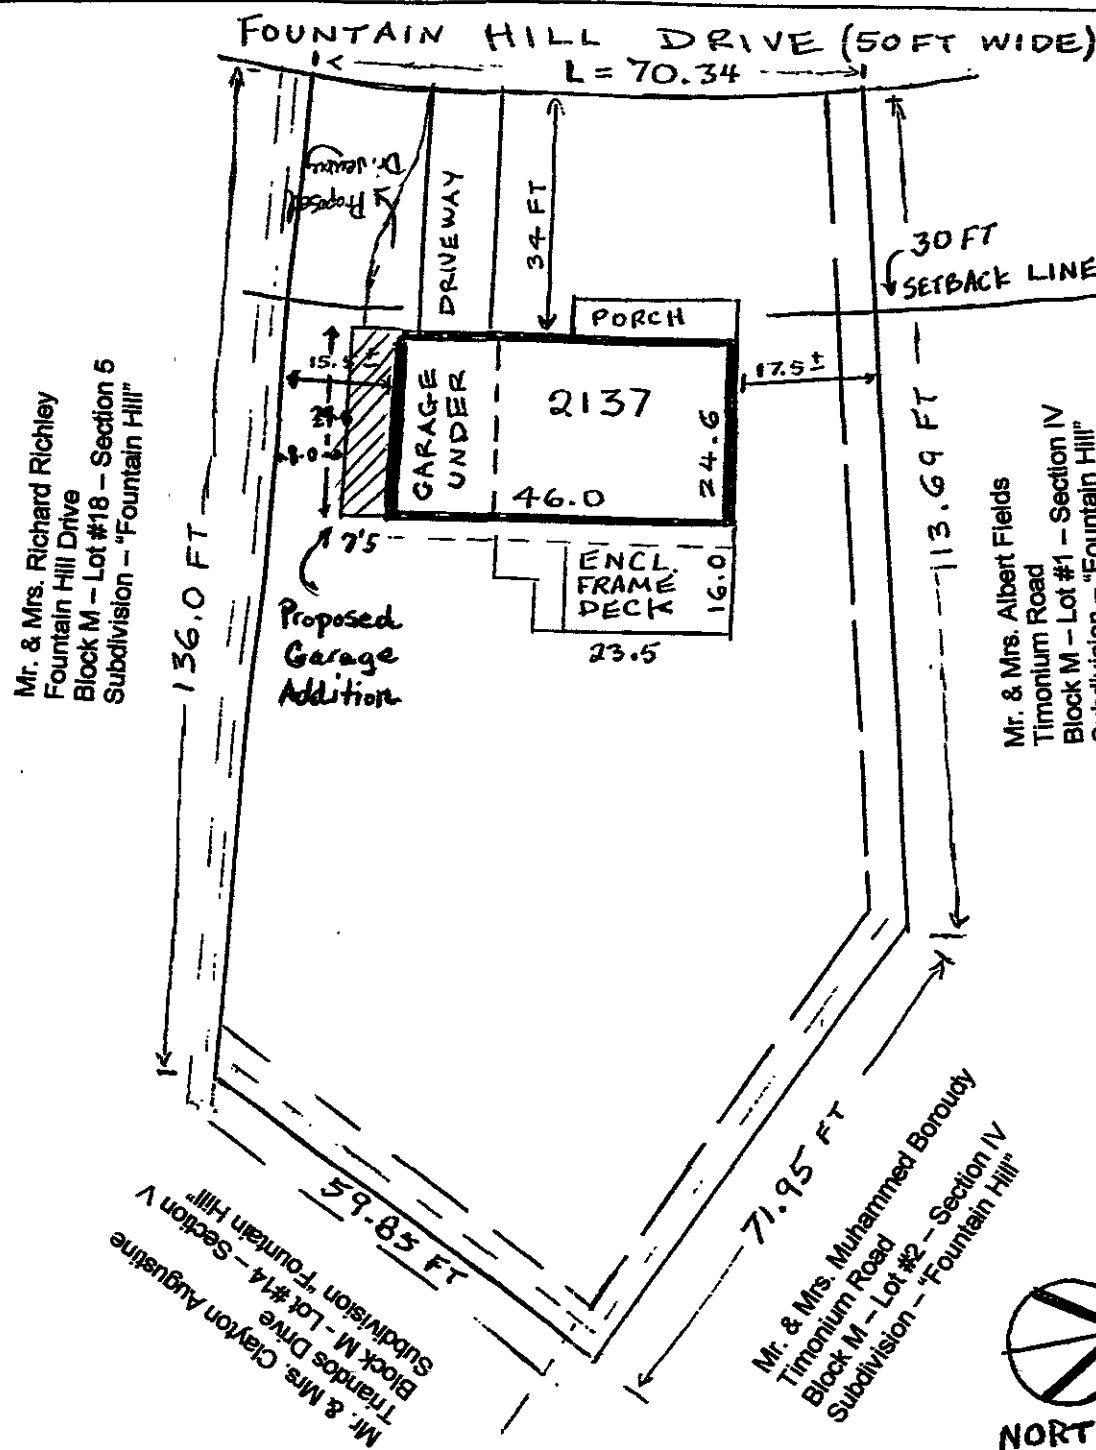 FOUNTAIN HILL DRIVE (50FT WIDE)
L = 70.34
Proposed
DRIVEWAY
34 FT
30 FT
SETBACK LINE
PORCH
15.5 ±
17.5 ±
GARAGE
UNDER
2137
24.6
46.0
8.0
7'5
ENCL.
FRAME
DECK
16.0
23.5
Proposed
Garage
Addition
136.0 FT
113.69 FT
Mr. & Mrs. Richard Richley
Fountain Hill Drive
Block M – Lot #18 – Section 5
Subdivision – "Fountain Hill"
Mr. & Mrs. Albert Fields
Timonium Road
Block M – Lot #1 – Section IV
Subdivision – "Fountain Hill"
59.85 FT
71.95 FT
Mr. & Mrs. Clayton Augustine
Triandos Drive
Block M - Lot #14 – Section V
Subdivision "Fountain Hill"
Mr. & Mrs. Muhammed Boroudy
Timonium Road
Block M – Lot #2 – Section IV
Subdivision – "Fountain Hill"
NORT